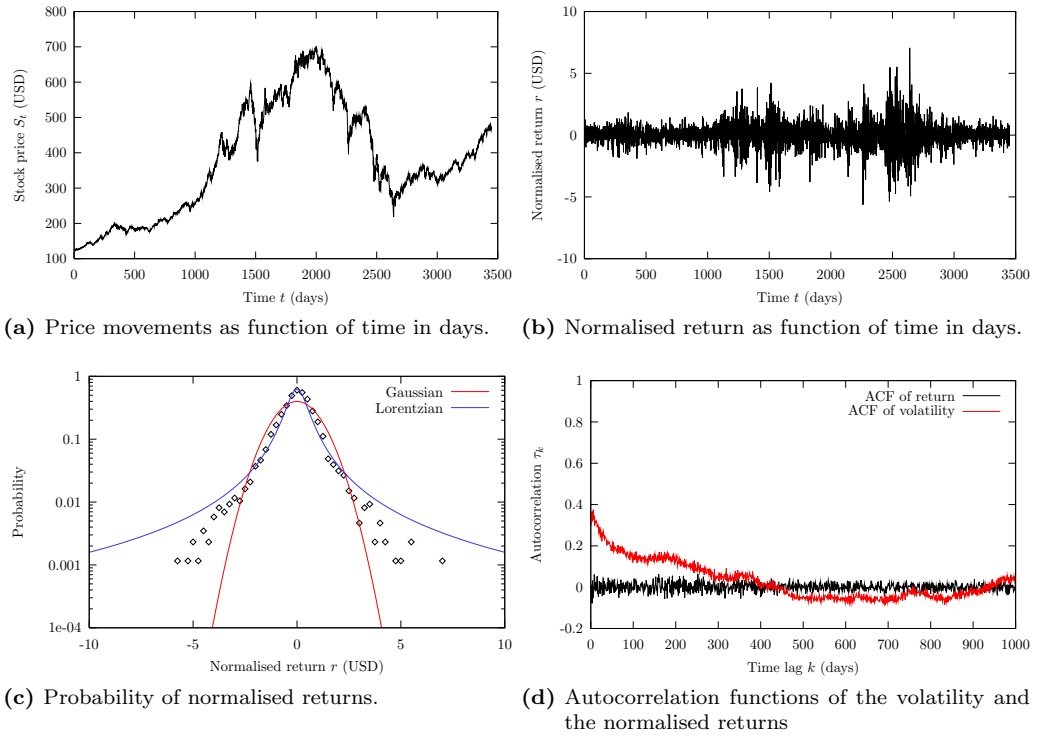 800
700
600
500
400
300
200
100
0 500 1000 1500 2000 2500 3000 3500
Stock price S_t (USD)
Time t (days)
(a) Price movements as function of time in days.
10
5
0
-5
-10
0 500 1000 1500 2000 2500 3000 3500
Normalised return r (USD)
Time t (days)
(b) Normalised return as function of time in days.
1
0.1
0.01
0.001
1e-04
-10 -5 0 5 10
Probability
Normalised return r (USD)
Gaussian
Lorentzian
(c) Probability of normalised returns.
1
0.8
0.6
0.4
0.2
0
-0.2
0 100 200 300 400 500 600 700 800 900 1000
Autocorrelation τ_k
Time lag k (days)
ACF of return
ACF of volatility
(d) Autocorrelation functions of the volatility and
the normalised returns